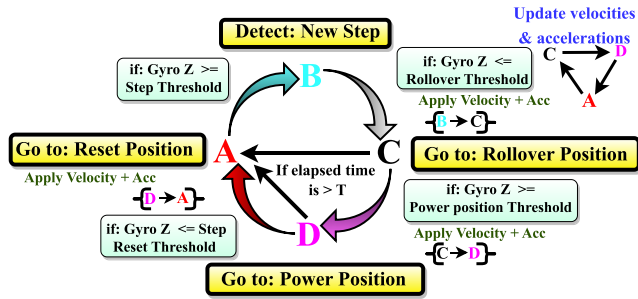 Update velocities
& accelerations
C D
A
Detect: New Step
if: Gyro Z >=
Step Threshold
B
if: Gyro Z <=
Rollover Threshold
Apply Velocity + Acc
{B → C}
Go to: Reset Position
A
C
Go to: Rollover Position
If elapsed time
is > T
Apply Velocity + Acc
{D → A}
if: Gyro Z >=
Power position Threshold
Apply Velocity + Acc
{C → D}
if: Gyro Z <= Step
Reset Threshold
D
Go to: Power Position